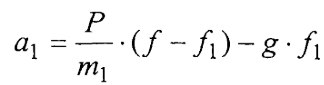 a₁ = P/m₁ · (f − f₁) − g · f₁